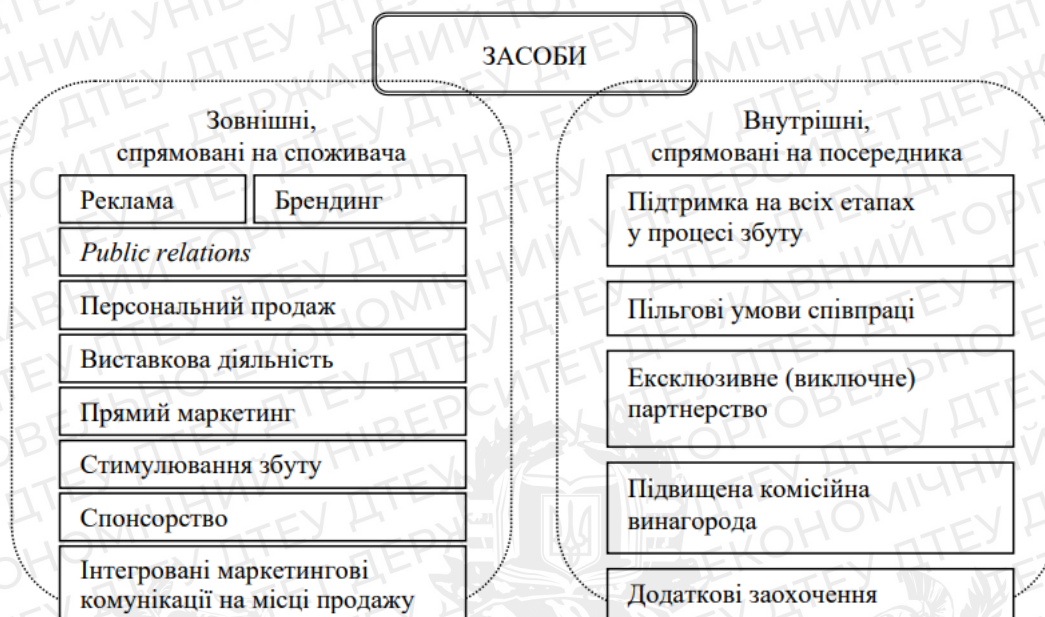 ЗАСОБИ
Зовнішні,
спрямовані на споживача
Реклама
Брендинг
Public relations
Персональний продаж
Виставкова діяльність
Прямий маркетинг
Стимулювання збуту
Спонсорство
Інтегровані маркетингові
комунікації на місці продажу
Внутрішні,
спрямовані на посередника
Підтримка на всіх етапах
у процесі збуту
Пільгові умови співпраці
Ексклюзивне (виключне)
партнерство
Підвищена комісійна
винагорода
Додаткові заохочення